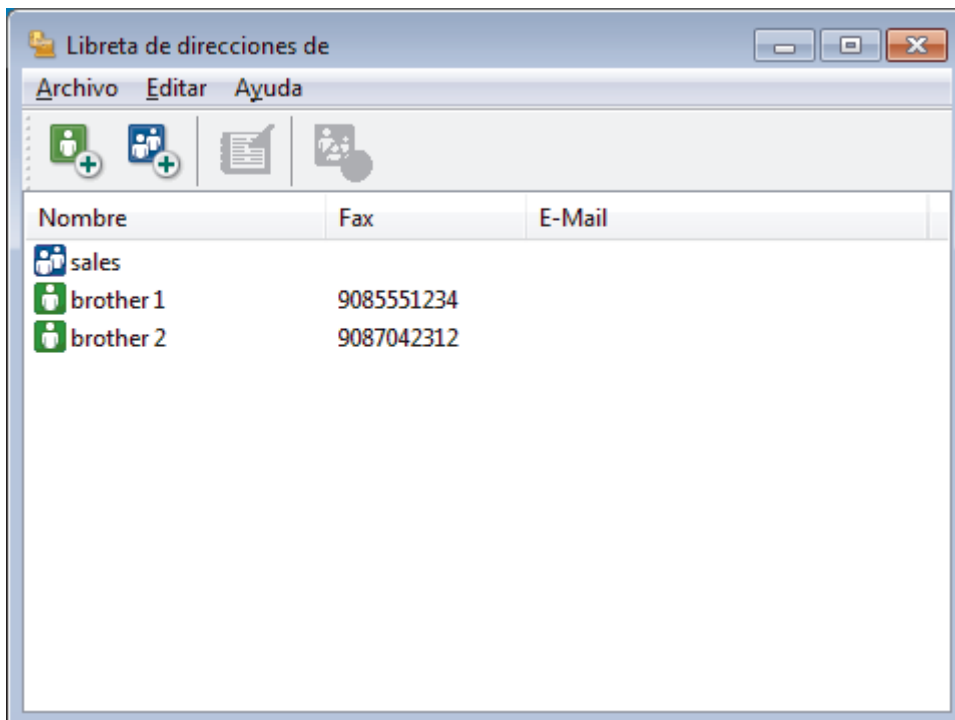 Libreta de direcciones de
Archivo Editar Ayuda
Nombre Fax E-Mail
sales
brother 1 9085551234
brother 2 9087042312